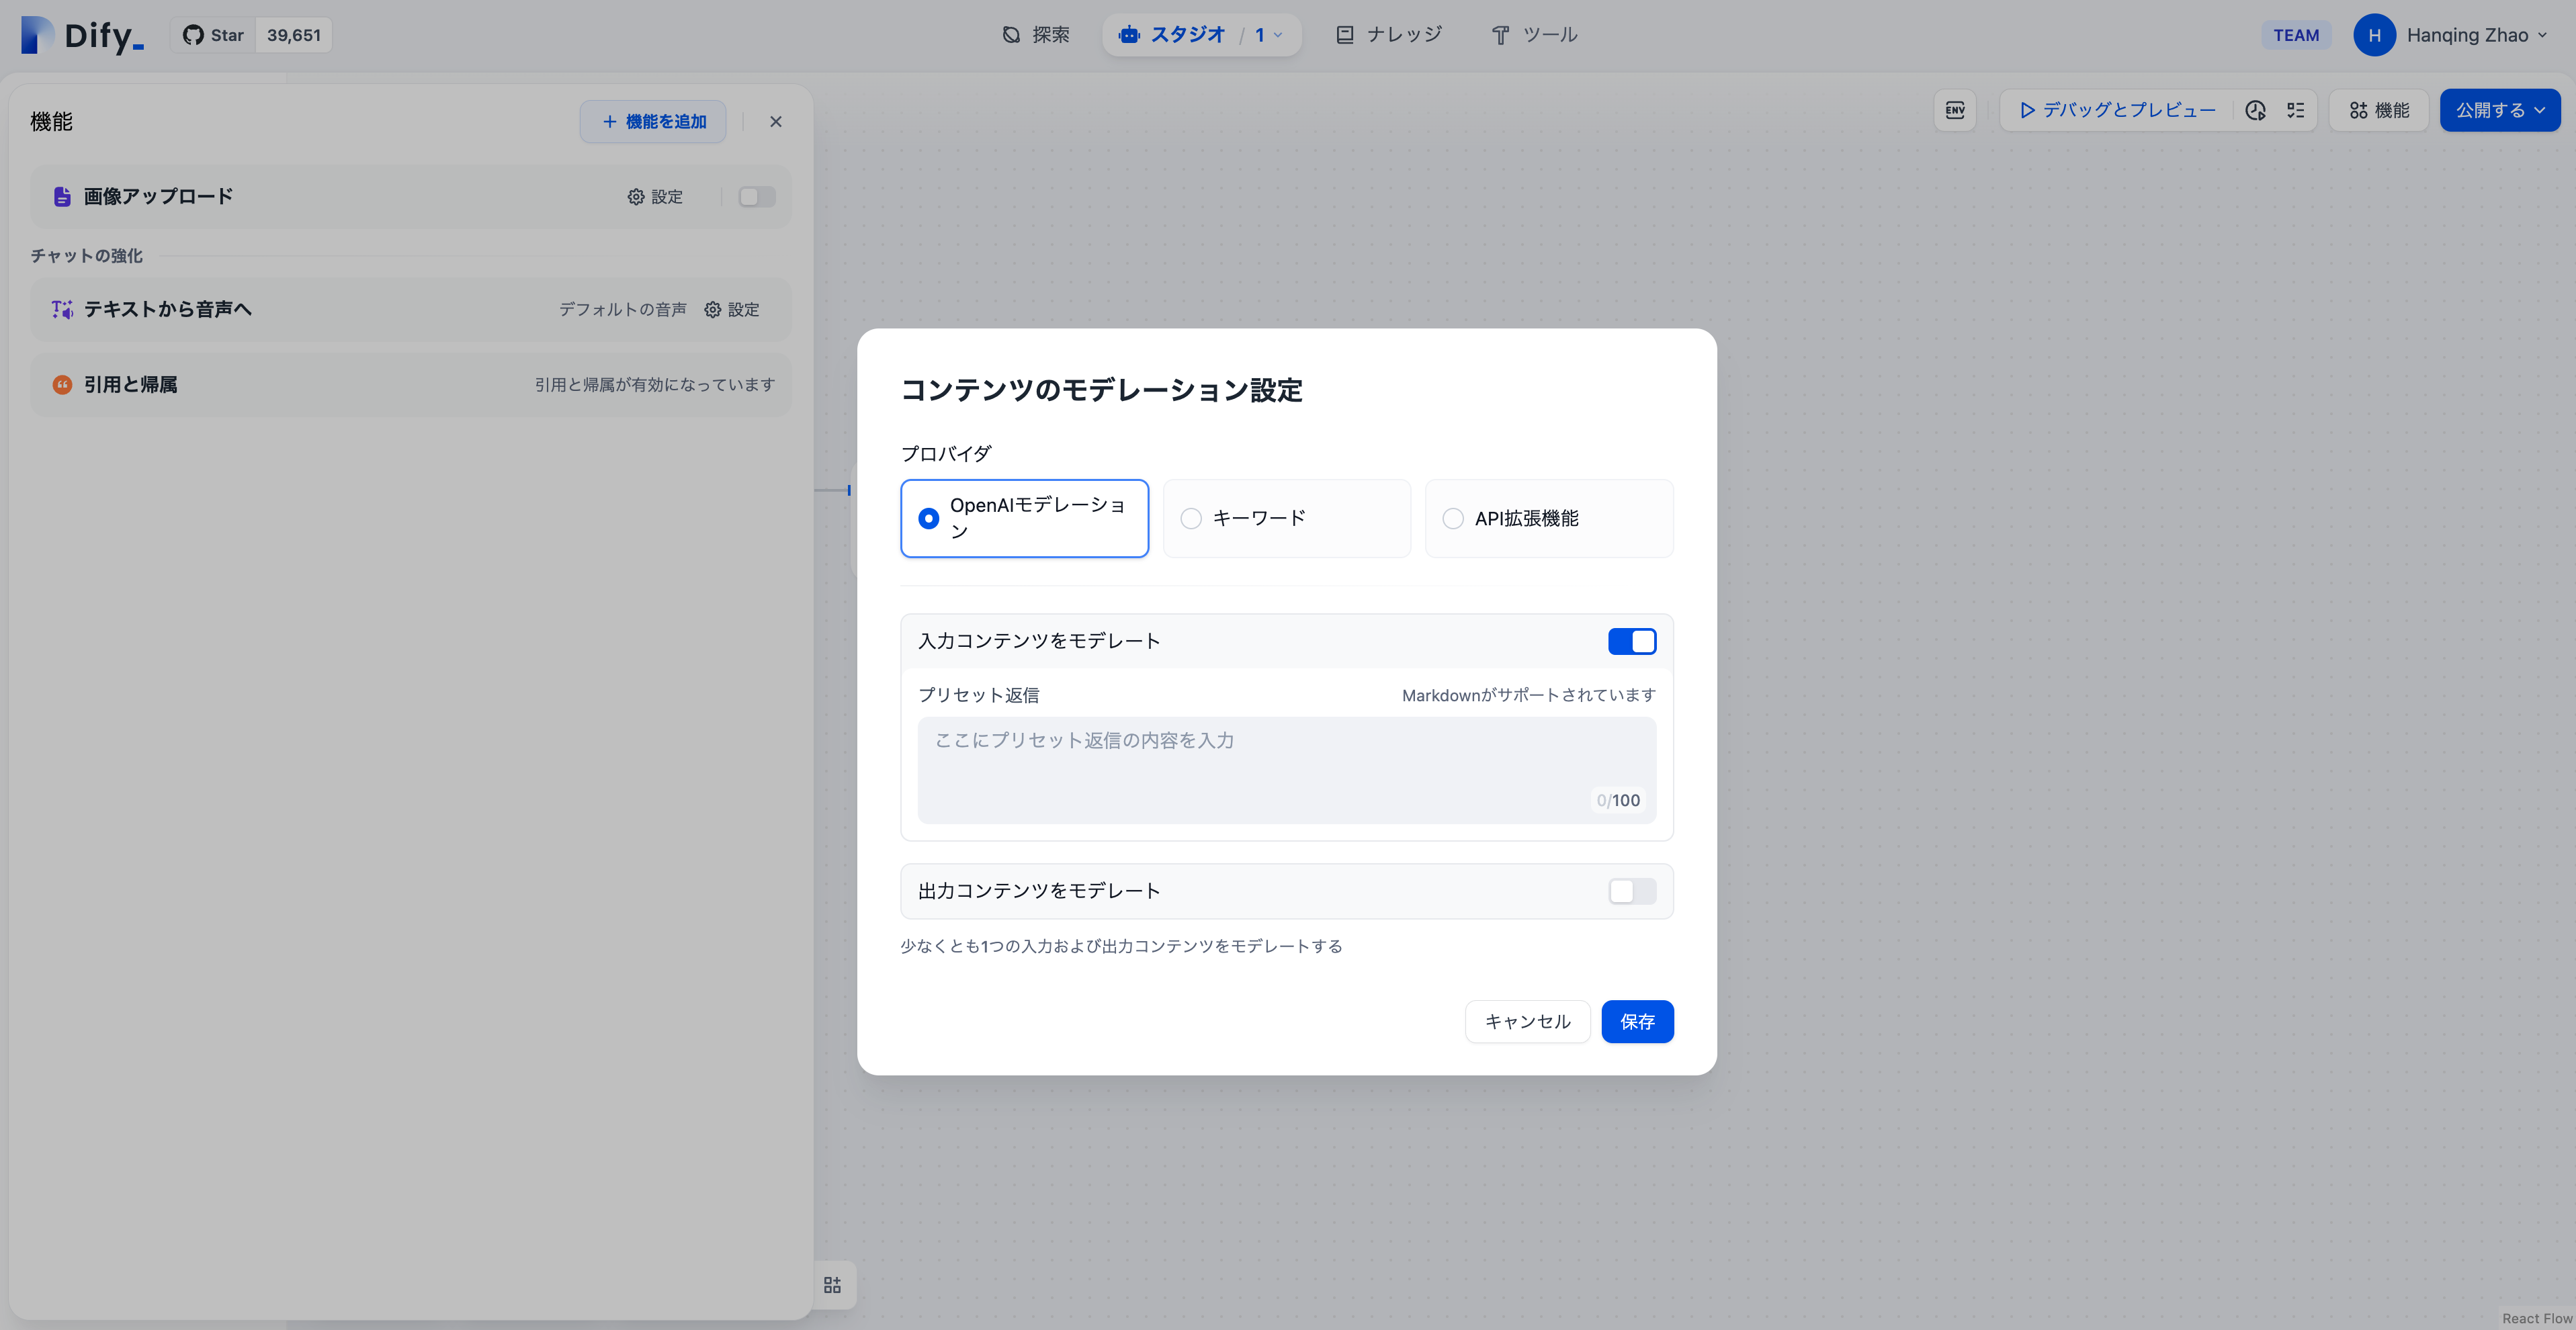 Dify_
Star 39,651
探索
スタジオ / 1
ナレッジ
ツール
TEAM
H
Hanqing Zhao
機能
機能を追加
ENV
デバッグとプレビュー
機能
公開する
画像アップロード
設定
チャットの強化
テキストから音声へ
デフォルトの音声
設定
引用と帰属
引用と帰属が有効になっています
コンテンツのモデレーション設定
プロバイダ
OpenAIモデレーショ
ン
キーワード
API拡張機能
入力コンテンツをモデレート
プリセット返信
Markdownがサポートされています
ここにプリセット返信の内容を入力
0/100
出力コンテンツをモデレート
少なくとも1つの入力および出力コンテンツをモデレートする
キャンセル
保存
React Flow